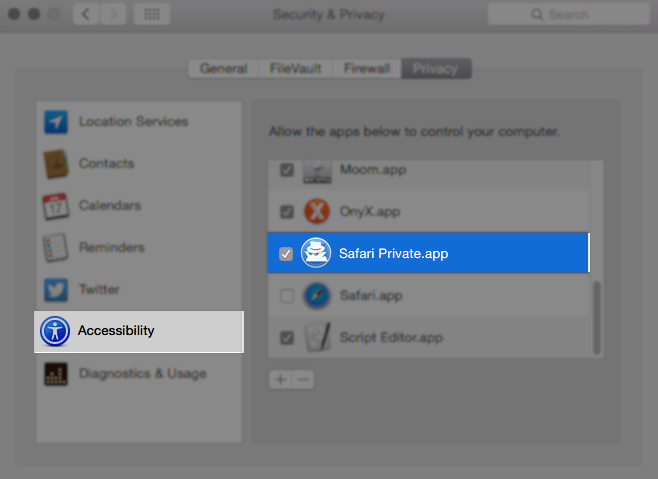 Security & Privacy
Search
General FileVault Firewall Privacy
Location Services
Contacts
17
Calendars
Reminders
Twitter
Accessibility
Diagnostics & Usage
Allow the apps below to control your computer.
Moom.app
OnyX.app
Safari Private.app
Safari.app
Script Editor.app